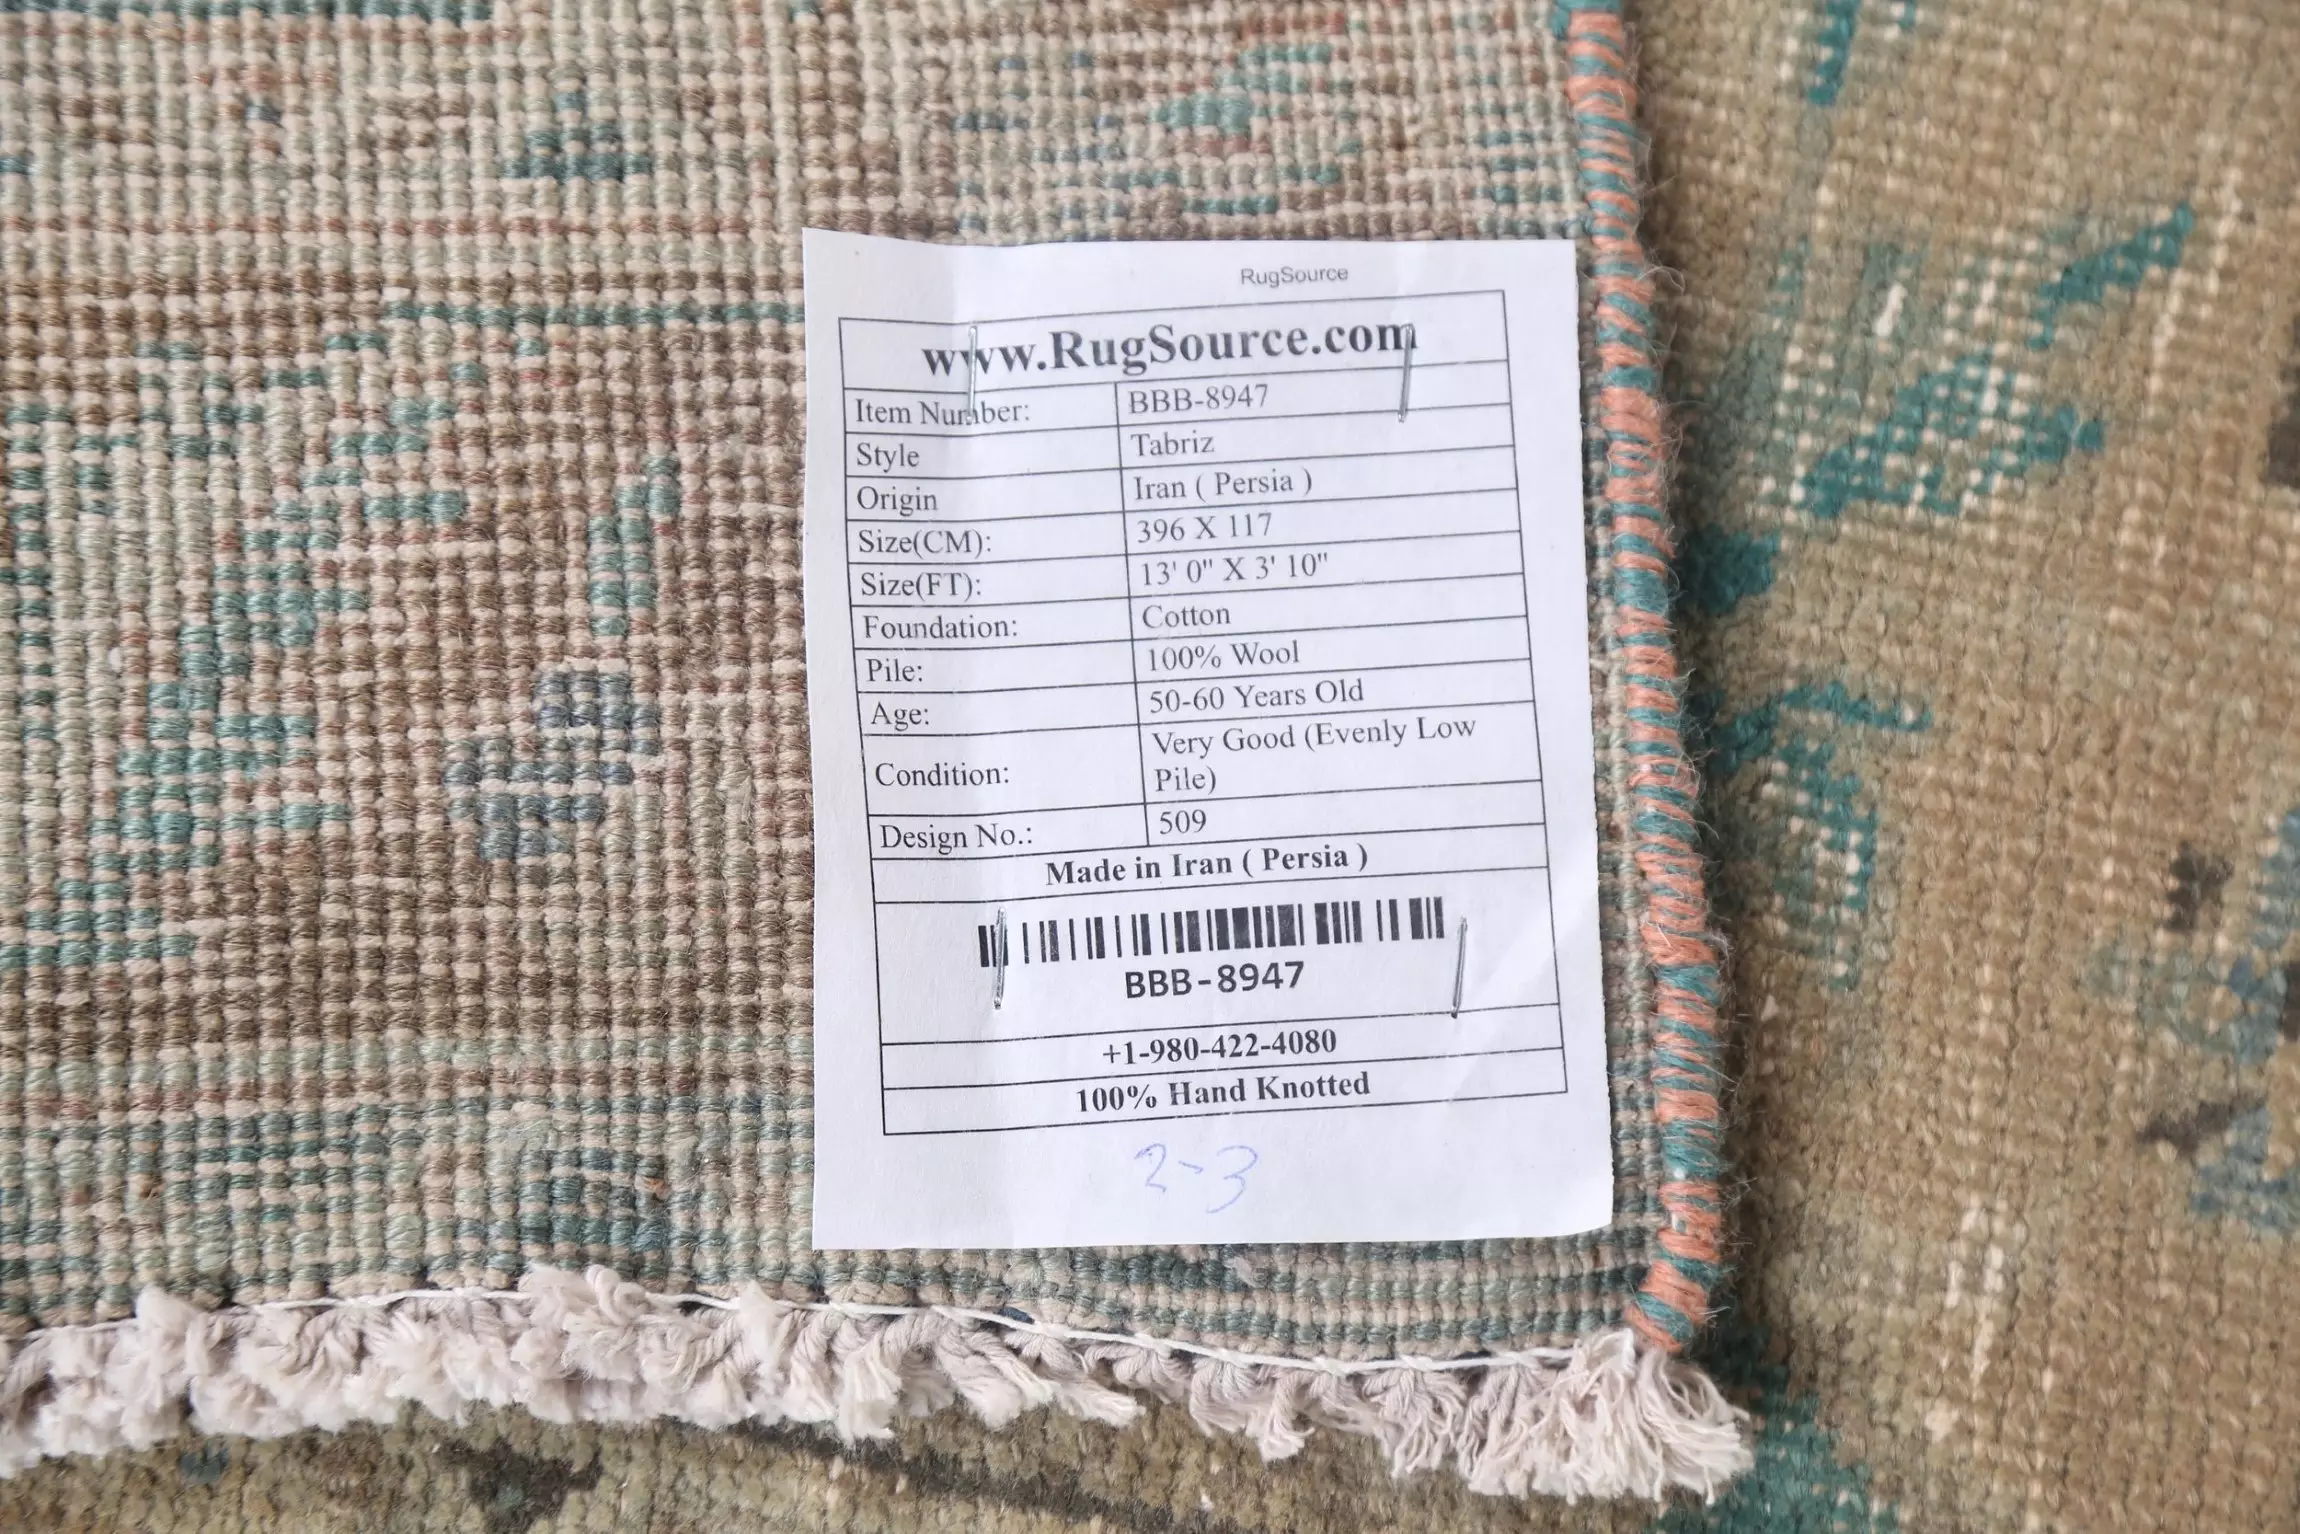 RugSource
www.RugSource.com
Item Number: BBB-8947
Style Tabriz
Origin Iran ( Persia )
Size(CM): 396 X 117
Size(FT): 13' 0" X 3' 10"
Foundation: Cotton
Pile: 100% Wool
Age: 50-60 Years Old
Condition: Very Good (Evenly Low
Pile)
Design No.: 509
Made in Iran ( Persia )
BBB-8947
+1-980-422-4080
100% Hand Knotted
2-3